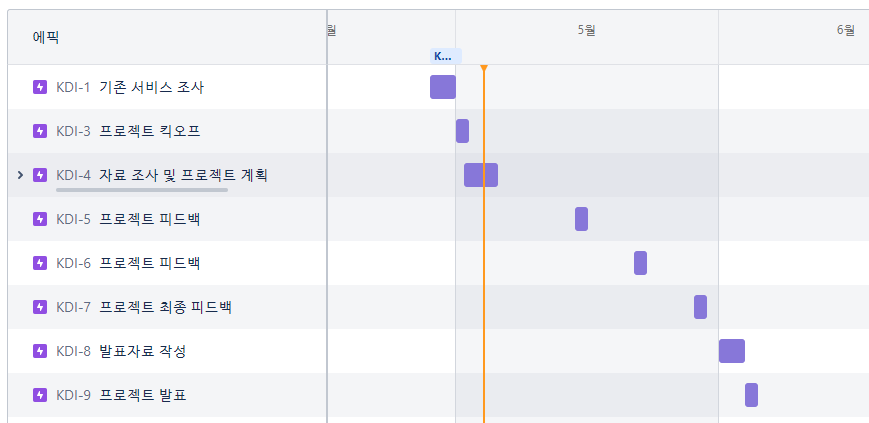 에픽
월
5월
6월
K...
KDI-1 기존 서비스 조사
KDI-3 프로젝트 킥오프
KDI-4 자료 조사 및 프로젝트 계획
KDI-5 프로젝트 피드백
KDI-6 프로젝트 피드백
KDI-7 프로젝트 최종 피드백
KDI-8 발표자료 작성
KDI-9 프로젝트 발표